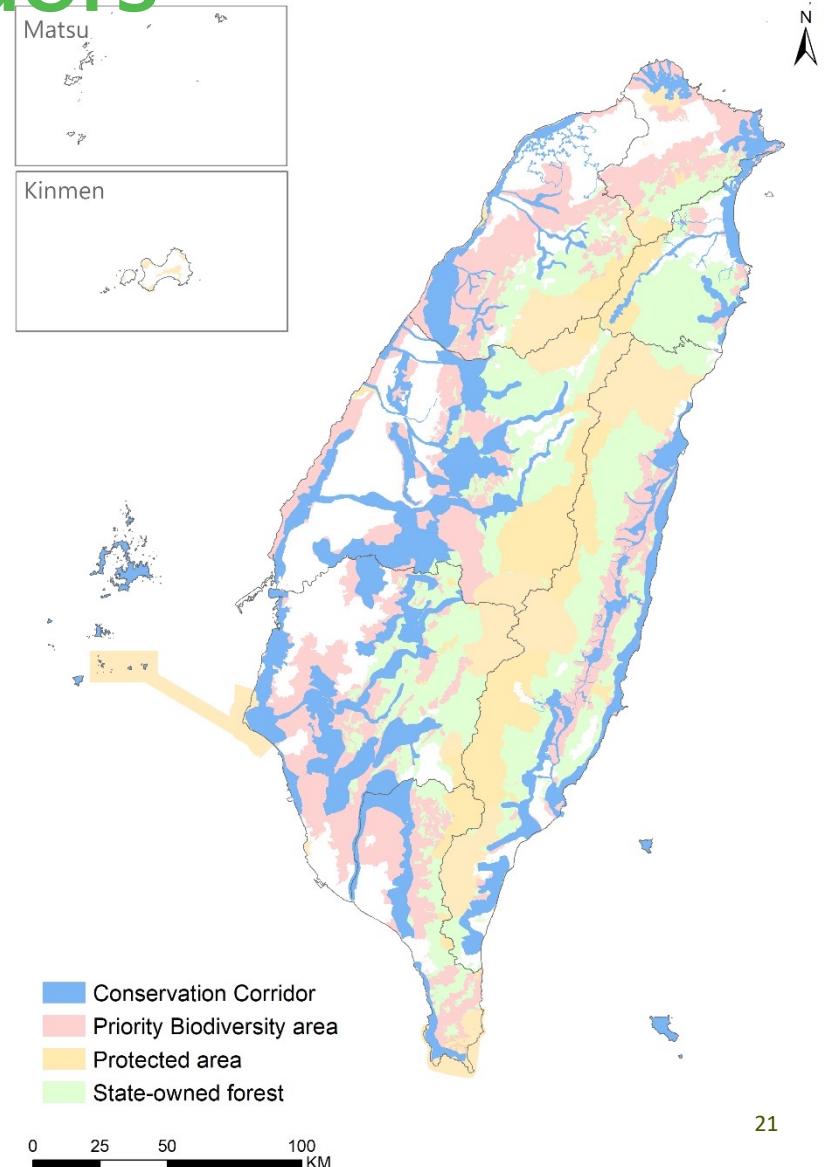 Matsu
N
Kinmen
Conservation Corridor
Priority Biodiversity area
Protected area
State-owned forest
21
0 25 50 100
KM